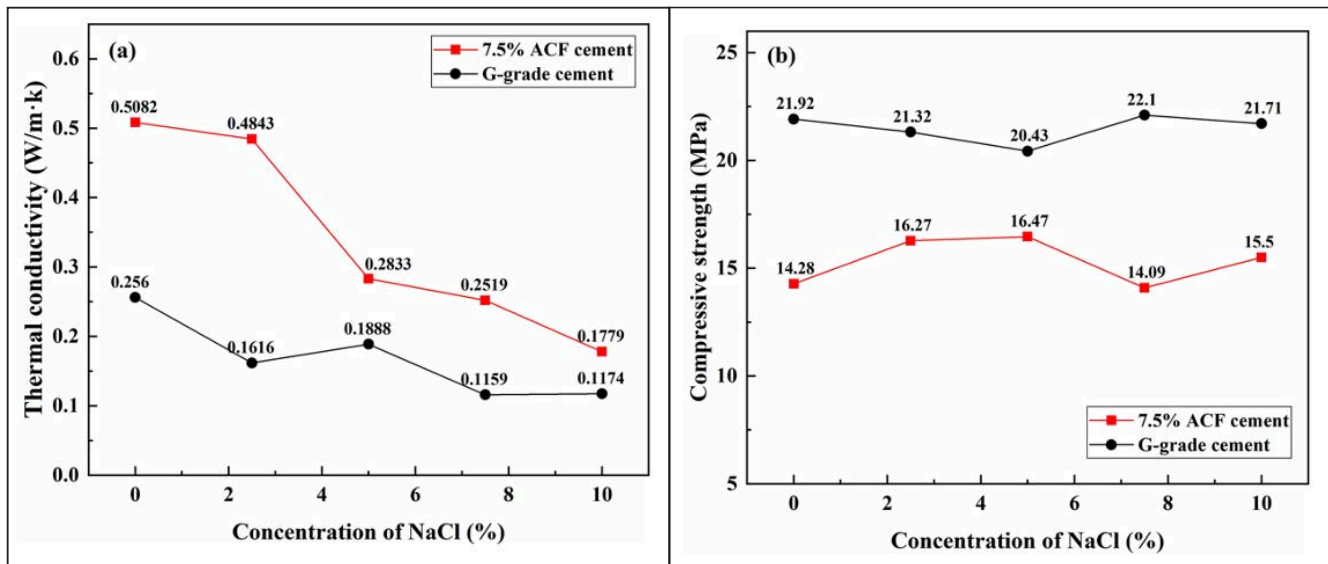 (a)
7.5% ACF cement
G-grade cement
0.5082
0.4843
0.2833
0.2519
0.1779
0.256
0.1616
0.1888
0.1159
0.1174
0.6
0.5
0.4
0.3
0.2
0.1
0.0
Thermal conductivity (W/m·k)
0 2 4 6 8 10
Concentration of NaCl (%)
(b)
21.92
21.32
20.43
22.1
21.71
14.28
16.27
16.47
14.09
15.5
7.5% ACF cement
G-grade cement
25
20
15
10
5
Compressive strength (MPa)
0 2 4 6 8 10
Concentration of NaCl (%)